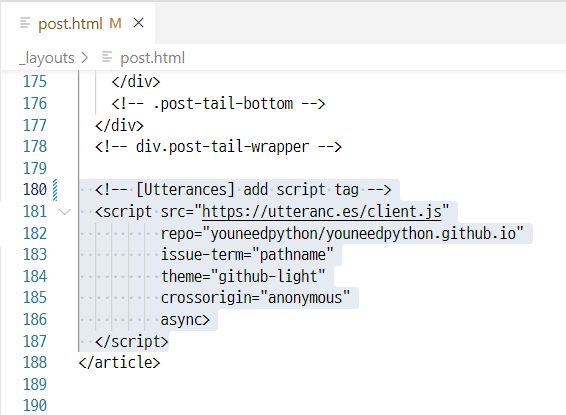 post.html M
_layouts > post.html
175 </div>
176 <!-- .post-tail-bottom -->
177 </div>
178 <!-- div.post-tail-wrapper -->
179
180 <!-- [Utterances] add script tag -->
181 <script src="https://utteranc.es/client.js"
182 repo="youneedpython/youneedpython.github.io"
183 issue-term="pathname"
184 theme="github-light"
185 crossorigin="anonymous"
186 async>
187 </script>
188 </article>
189
190